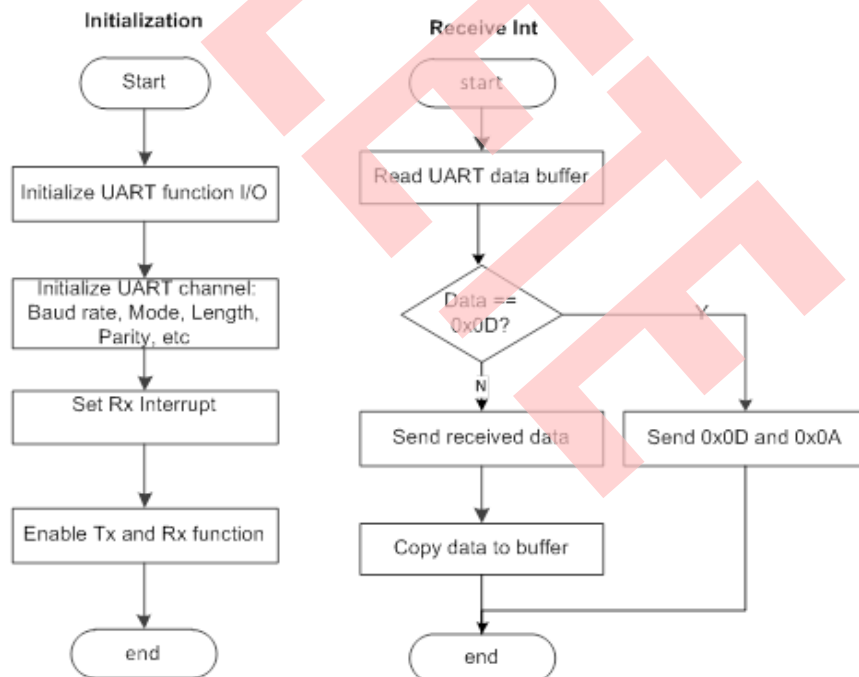 Initialization
Start
Initialize UART function I/O
Initialize UART channel:
Baud rate, Mode, Length,
Parity, etc
Set Rx Interrupt
Enable Tx and Rx function
end
Receive Int
start
Read UART data buffer
Data ==
0x0D?
Y
N
Send received data
Send 0x0D and 0x0A
Copy data to buffer
end